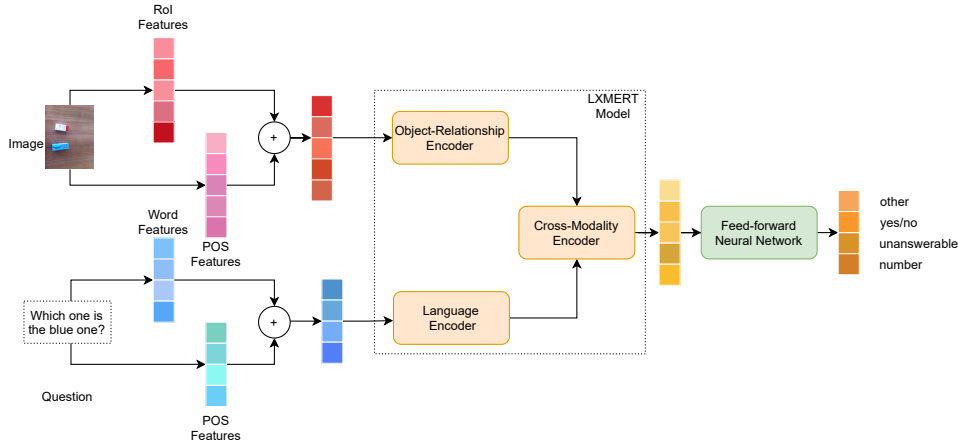 RoI
Features
Image
POS
Features
+
Object-Relationship
Encoder
LXMERT
Model
Cross-Modality
Encoder
Feed-forward
Neural Network
other
yes/no
unanswerable
number
Word
Features
Which one is
the blue one?
Question
POS
Features
+
Language
Encoder